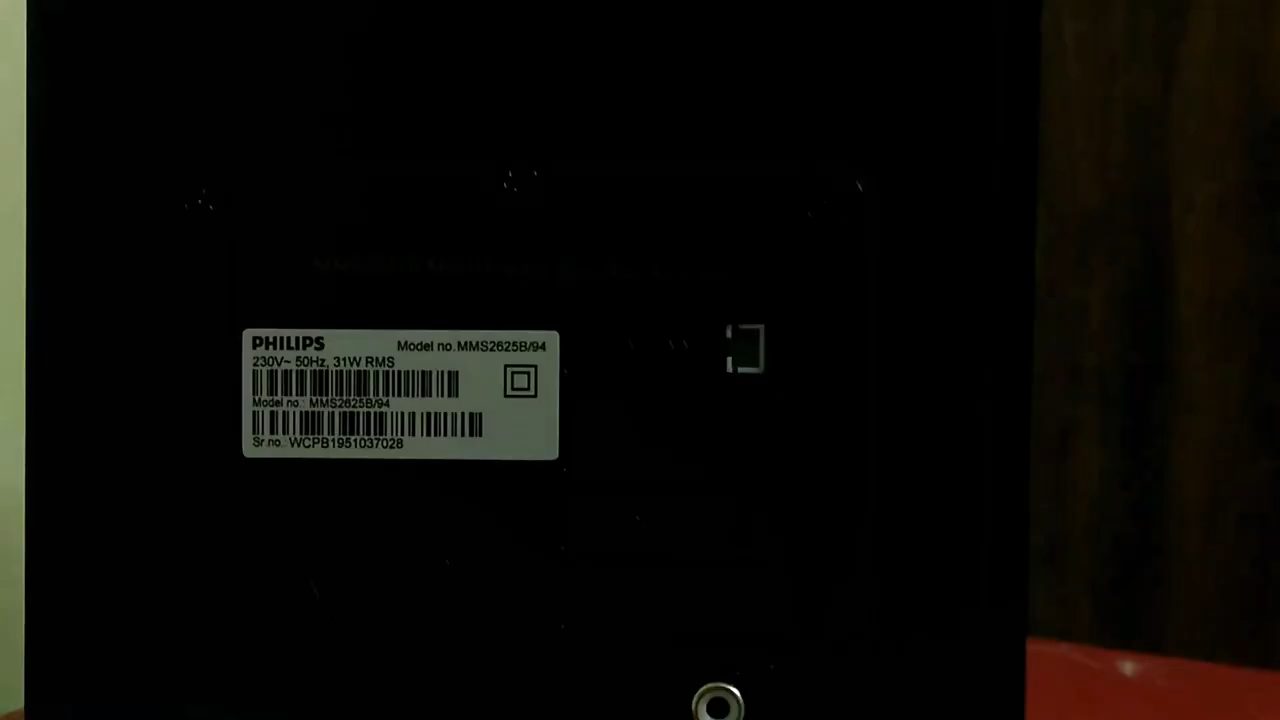 PHILIPS Model no. MMS2625B/94
230V~ 50Hz, 31W RMS
Model no.: MMS2625B/94
Sr.no.: WCPB1951037028